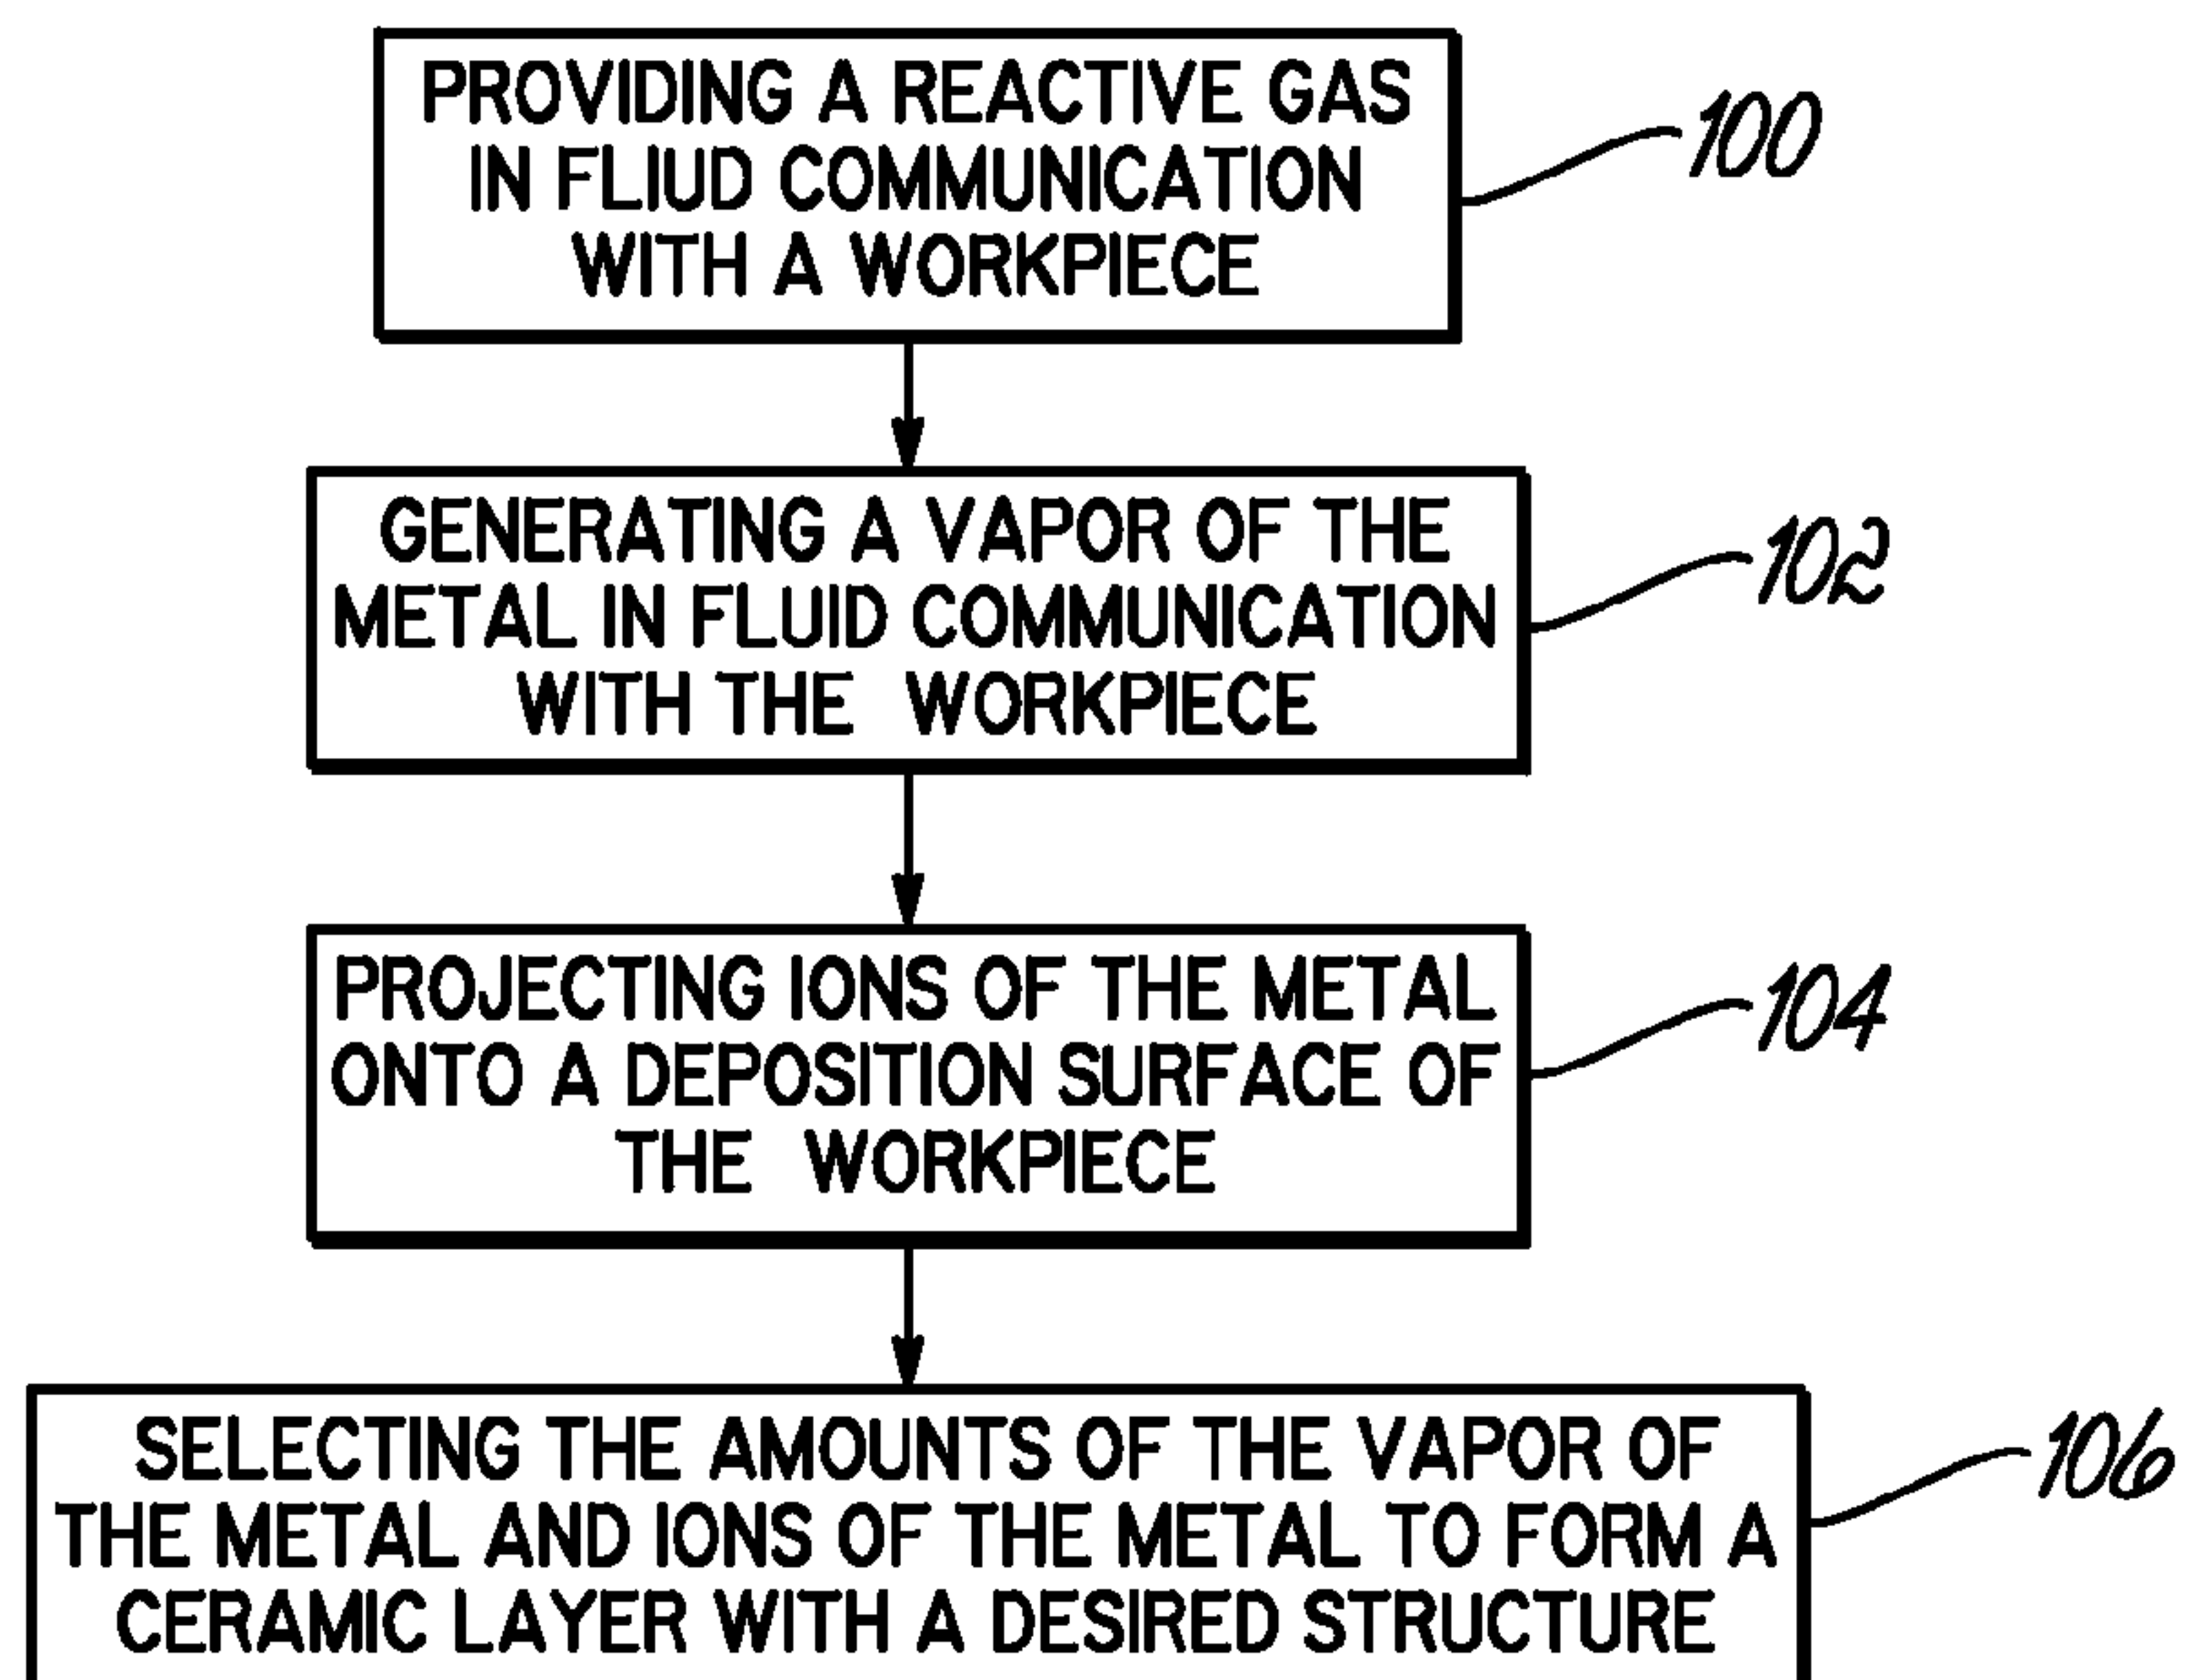 PROVIDING A REACTIVE GAS
IN FLIUD COMMUNICATION
WITH A WORKPIECE
100
GENERATING A VAPOR OF THE
METAL IN FLUID COMMUNICATION
WITH THE WORKPIECE
102
PROJECTING IONS OF THE METAL
ONTO A DEPOSITION SURFACE OF
THE WORKPIECE
104
SELECTING THE AMOUNTS OF THE VAPOR OF
THE METAL AND IONS OF THE METAL TO FORM A
CERAMIC LAYER WITH A DESIRED STRUCTURE
106